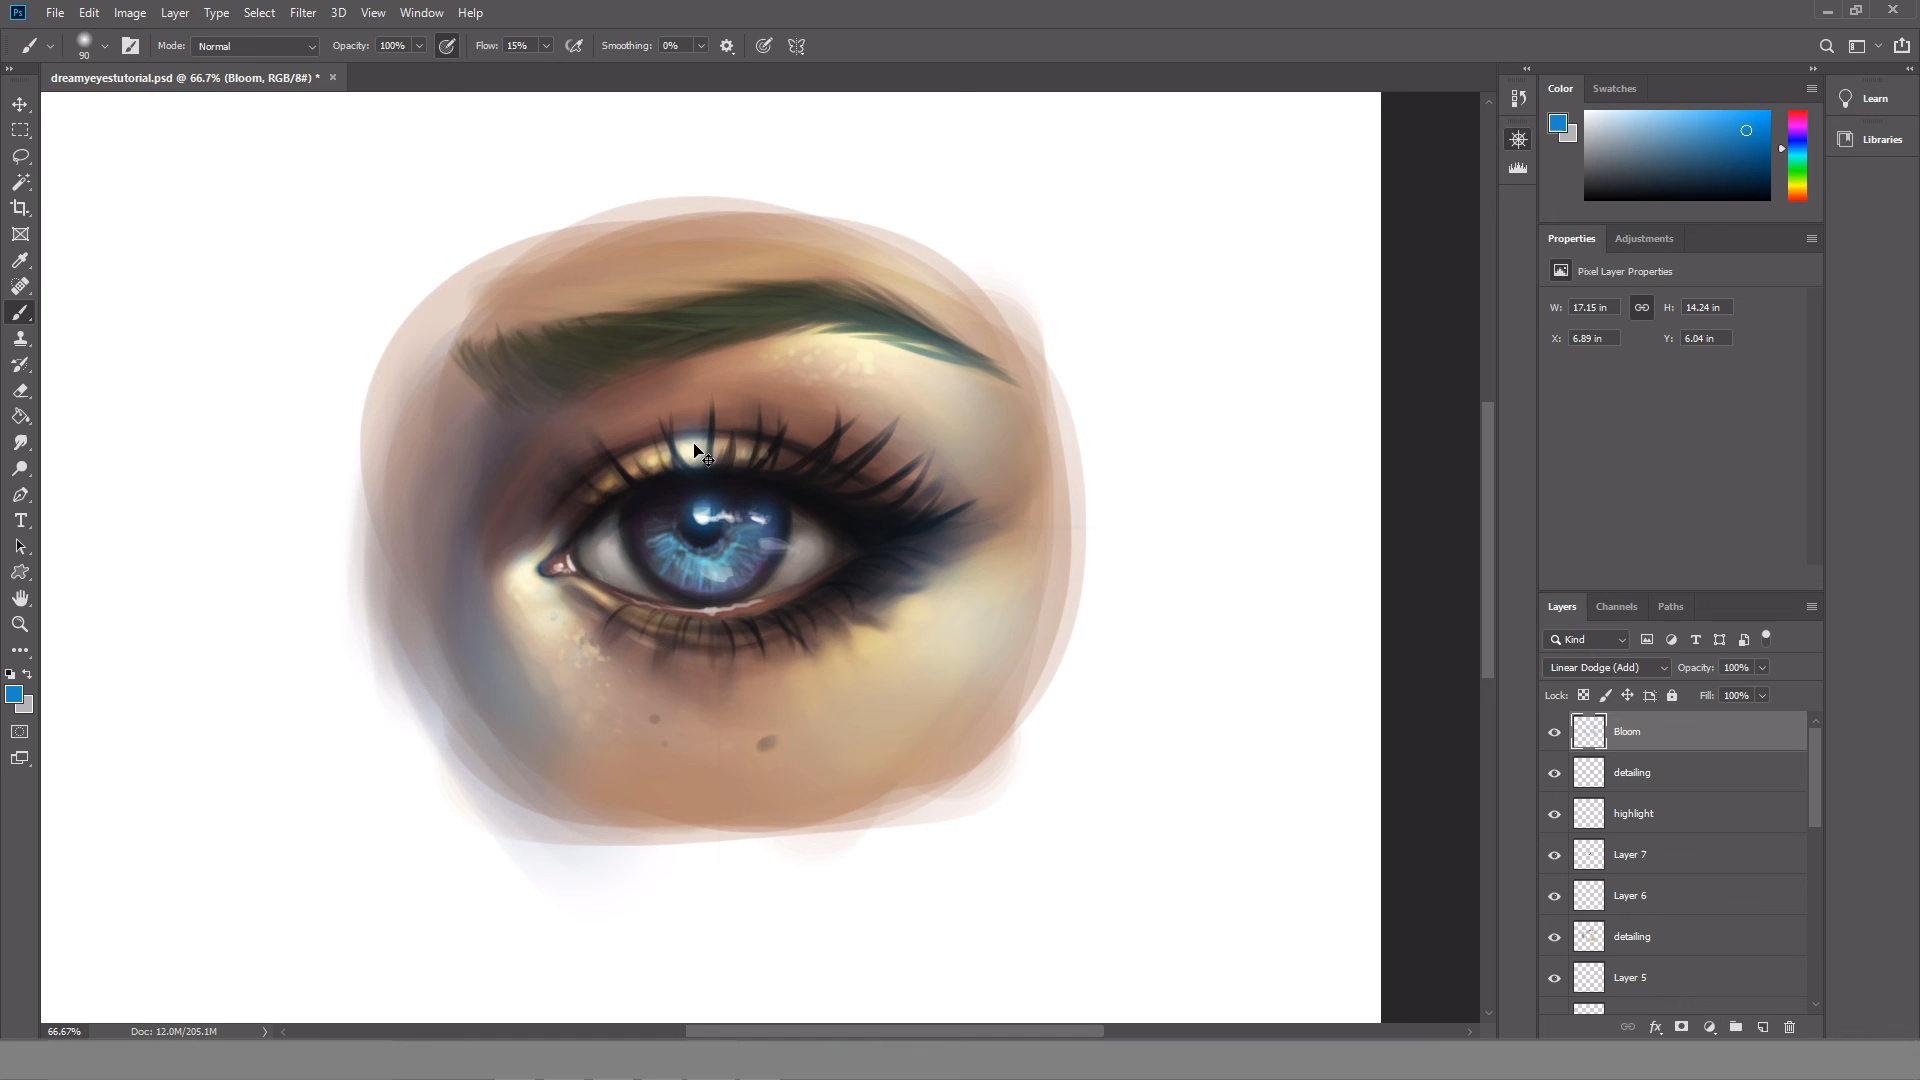 Ps File Edit Image Layer Type Select Filter 3D View Window Help
90 Mode: Normal Opacity: 100% Flow: 15% Smoothing: 0%
dreamyeyestutorial.psd @ 66.7% (Bloom, RGB/8#) * ×
Color Swatches
Learn
Libraries
Properties Adjustments
Pixel Layer Properties
W: 17.15 in H: 14.24 in
X: 6.89 in Y: 6.04 in
Layers Channels Paths
Kind
Linear Dodge (Add) Opacity: 100%
Lock: Fill: 100%
Bloom
detailing
highlight
Layer 7
Layer 6
detailing
Layer 5
fx
66.67% Doc: 12.0M/205.1M